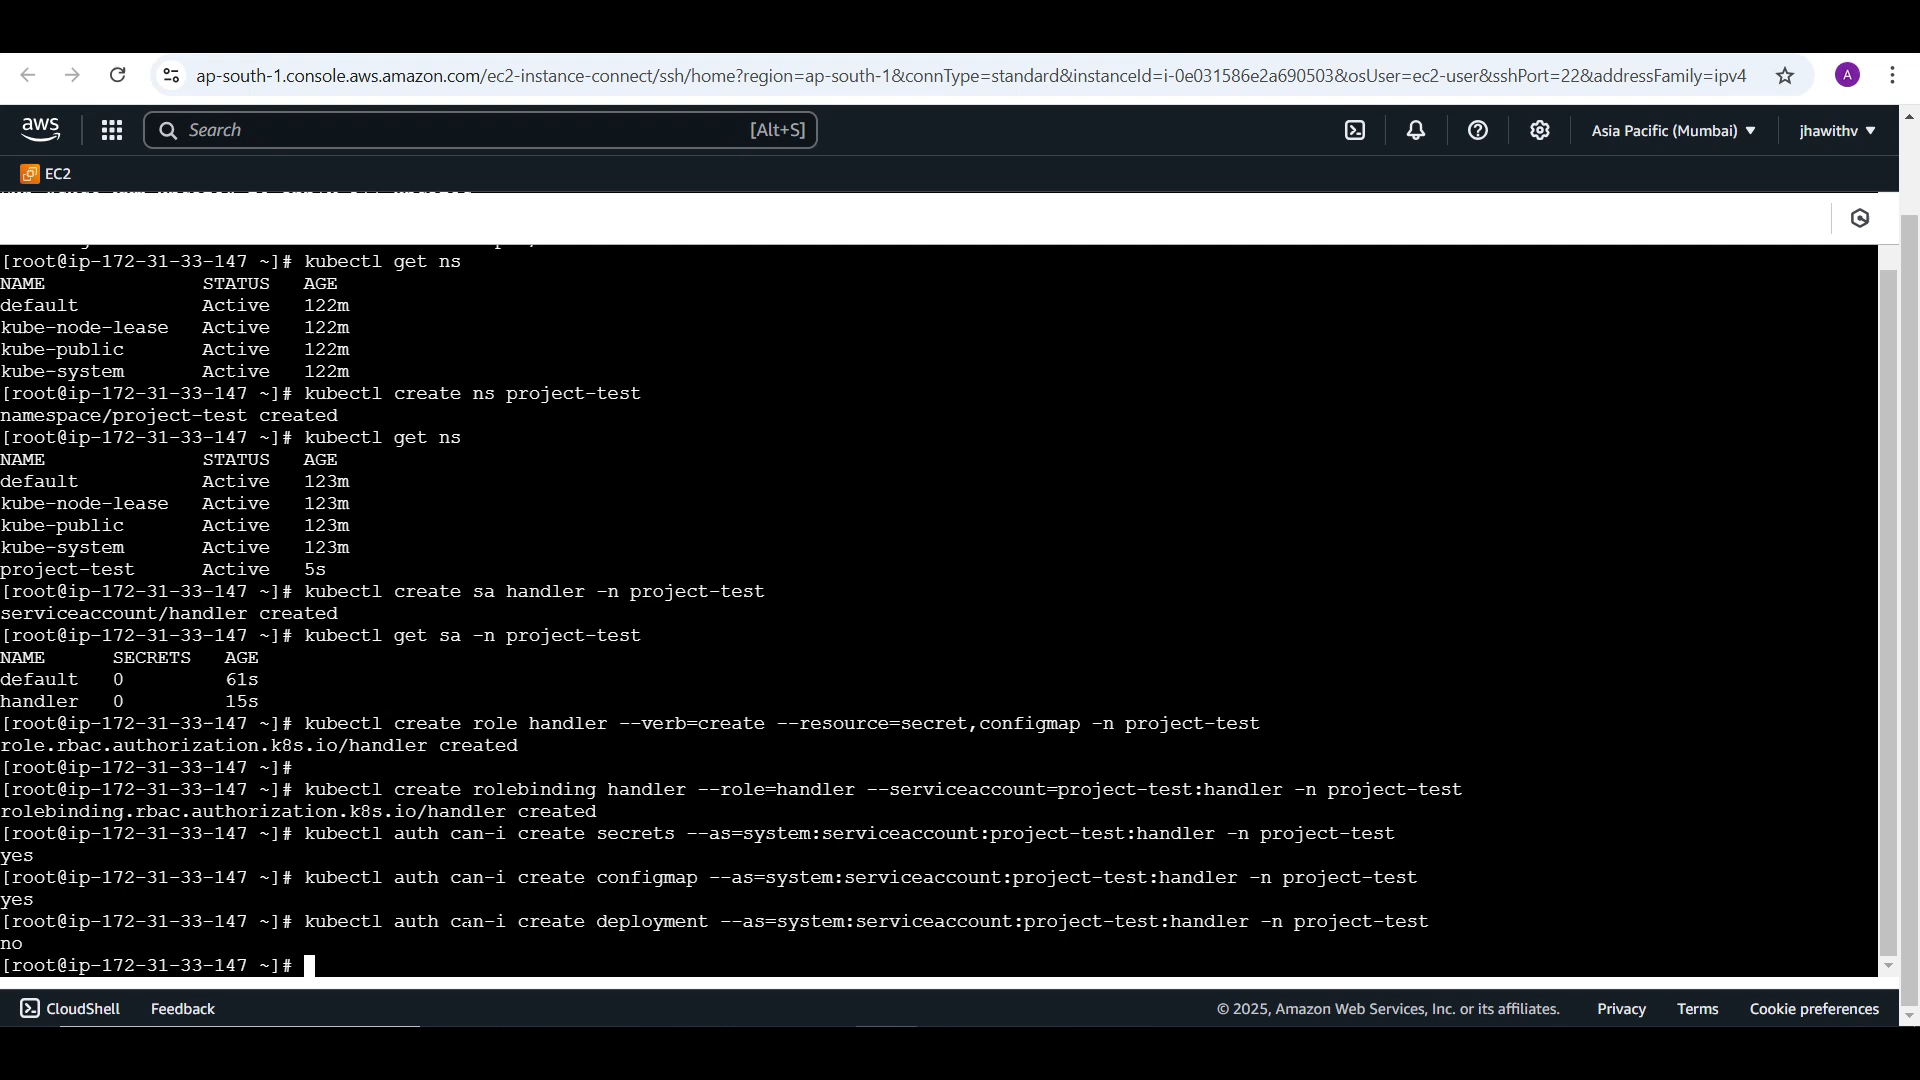 ap-south-1.console.aws.amazon.com/ec2-instance-connect/ssh/home?region=ap-south-1&connType=standard&instanceId=i-0e031586e2a690503&osUser=ec2-user&sshPort=22&addressFamily=ipv4
A
aws
Search
[Alt+S]
Asia Pacific (Mumbai)
jhawithv
EC2
[root@ip-172-31-33-147 ~]# kubectl get ns
NAME STATUS AGE
default Active 122m
kube-node-lease Active 122m
kube-public Active 122m
kube-system Active 122m
[root@ip-172-31-33-147 ~]# kubectl create ns project-test
namespace/project-test created
[root@ip-172-31-33-147 ~]# kubectl get ns
NAME STATUS AGE
default Active 123m
kube-node-lease Active 123m
kube-public Active 123m
kube-system Active 123m
project-test Active 5s
[root@ip-172-31-33-147 ~]# kubectl create sa handler -n project-test
serviceaccount/handler created
[root@ip-172-31-33-147 ~]# kubectl get sa -n project-test
NAME SECRETS AGE
default 0 61s
handler 0 15s
[root@ip-172-31-33-147 ~]# kubectl create role handler --verb=create --resource=secret,configmap -n project-test
role.rbac.authorization.k8s.io/handler created
[root@ip-172-31-33-147 ~]#
[root@ip-172-31-33-147 ~]# kubectl create rolebinding handler --role=handler --serviceaccount=project-test:handler -n project-test
rolebinding.rbac.authorization.k8s.io/handler created
[root@ip-172-31-33-147 ~]# kubectl auth can-i create secrets --as=system:serviceaccount:project-test:handler -n project-test
yes
[root@ip-172-31-33-147 ~]# kubectl auth can-i create configmap --as=system:serviceaccount:project-test:handler -n project-test
yes
[root@ip-172-31-33-147 ~]# kubectl auth can-i create deployment --as=system:serviceaccount:project-test:handler -n project-test
no
[root@ip-172-31-33-147 ~]#
CloudShell
Feedback
© 2025, Amazon Web Services, Inc. or its affiliates.
Privacy
Terms
Cookie preferences